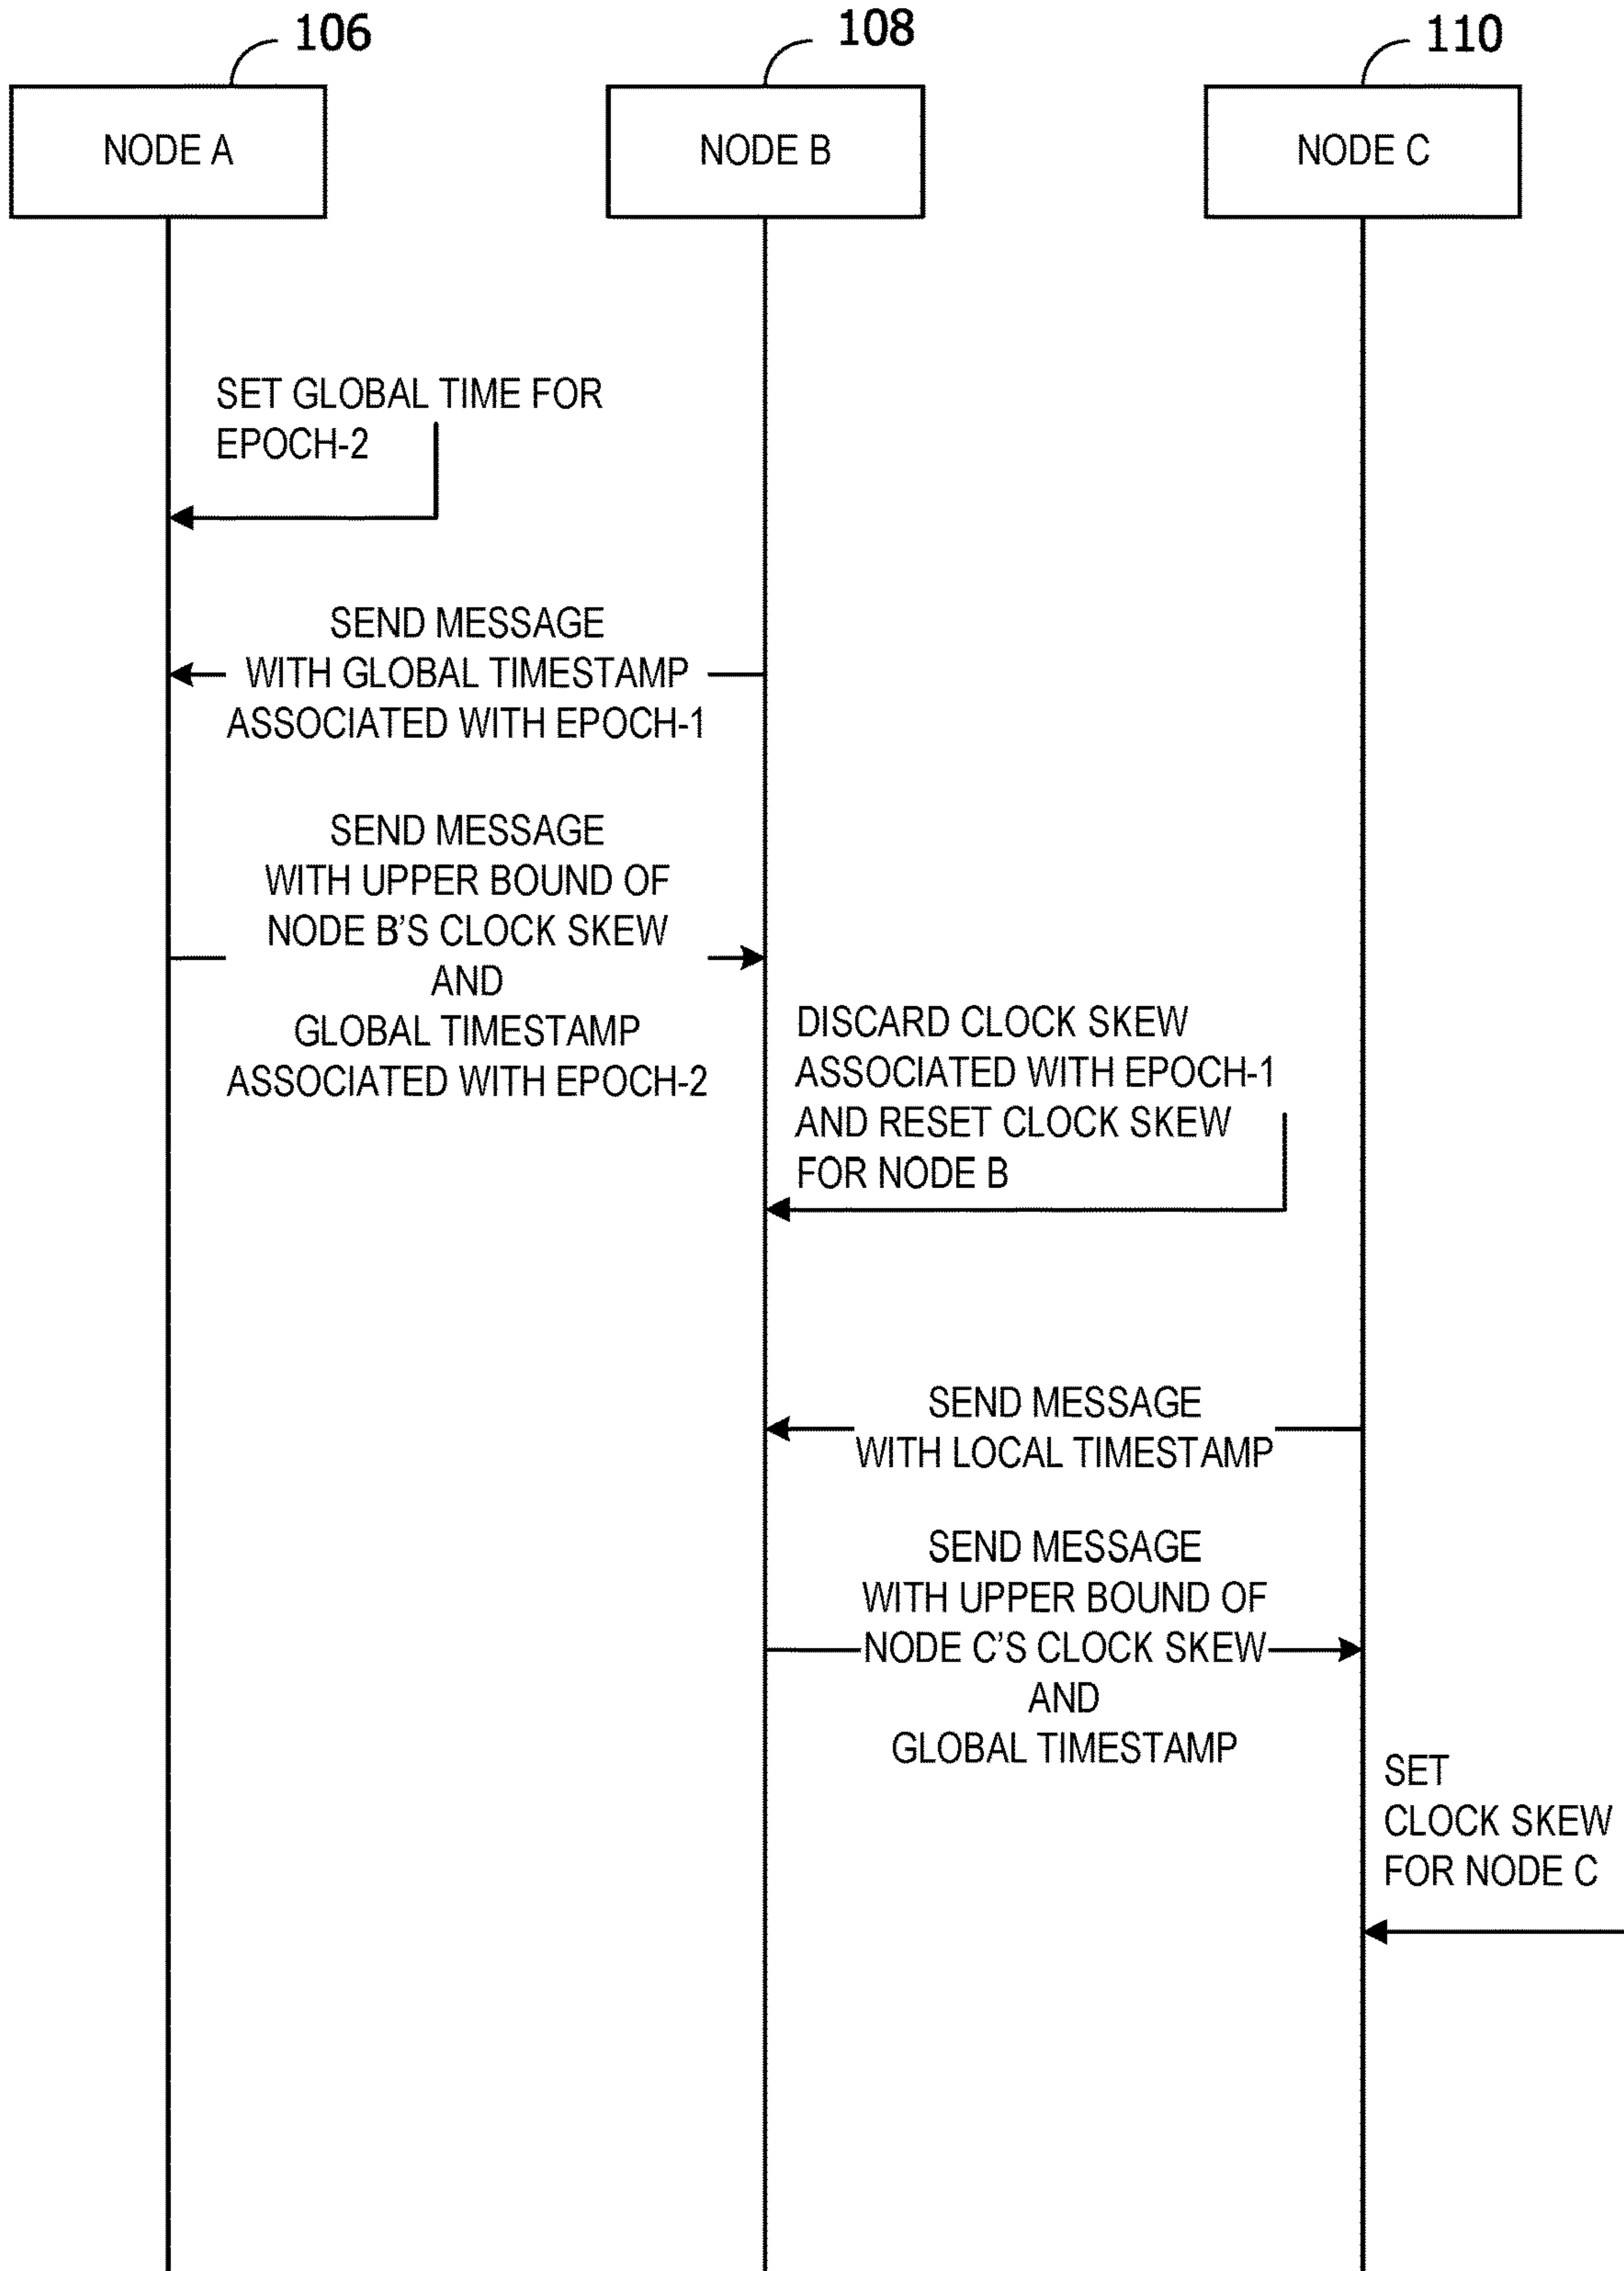 106
108
110
NODE A
NODE B
NODE C
SET GLOBAL TIME FOR
EPOCH-2
SEND MESSAGE
WITH GLOBAL TIMESTAMP
ASSOCIATED WITH EPOCH-1
SEND MESSAGE
WITH UPPER BOUND OF
NODE B'S CLOCK SKEW
AND
GLOBAL TIMESTAMP
ASSOCIATED WITH EPOCH-2
DISCARD CLOCK SKEW
ASSOCIATED WITH EPOCH-1
AND RESET CLOCK SKEW
FOR NODE B
SEND MESSAGE
WITH LOCAL TIMESTAMP
SEND MESSAGE
WITH UPPER BOUND OF
NODE C'S CLOCK SKEW
AND
GLOBAL TIMESTAMP
SET
CLOCK SKEW
FOR NODE C